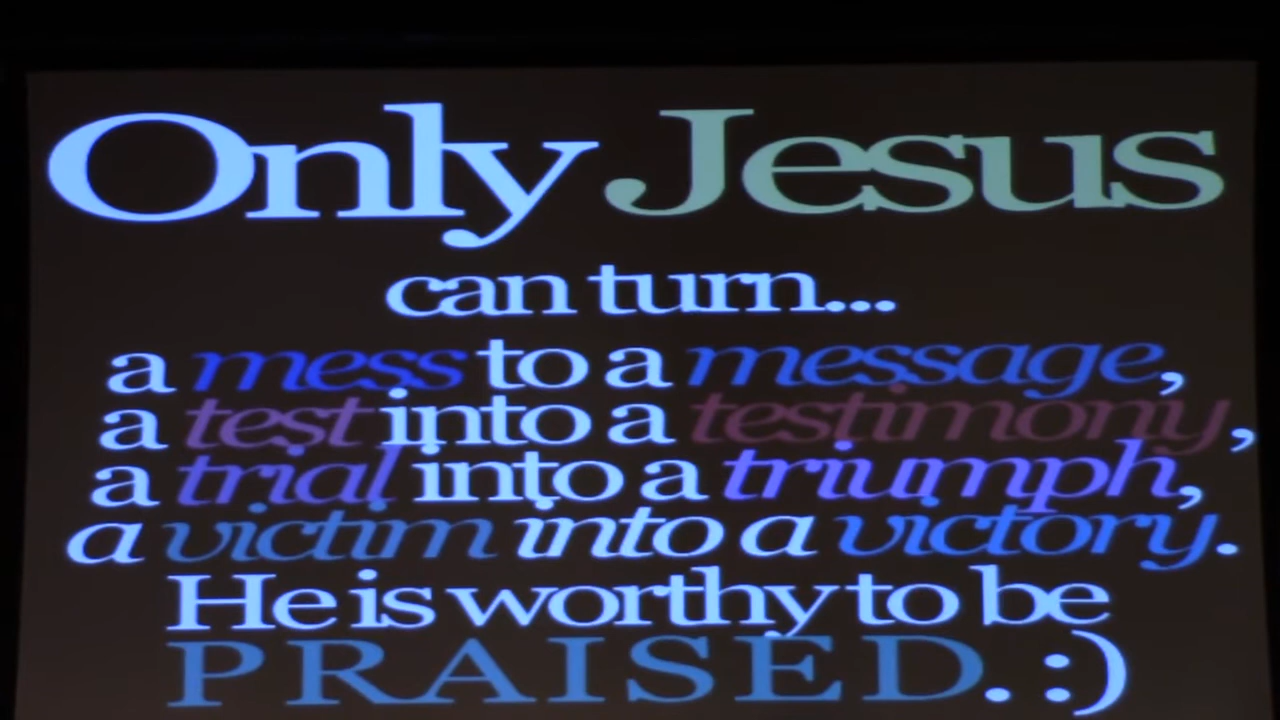 Only Jesus
can turn...
a mess to a message,
a test into a testimony,
a trial into a triumph,
a victim into a victory.
He is worthy to be
PRAISED. :)